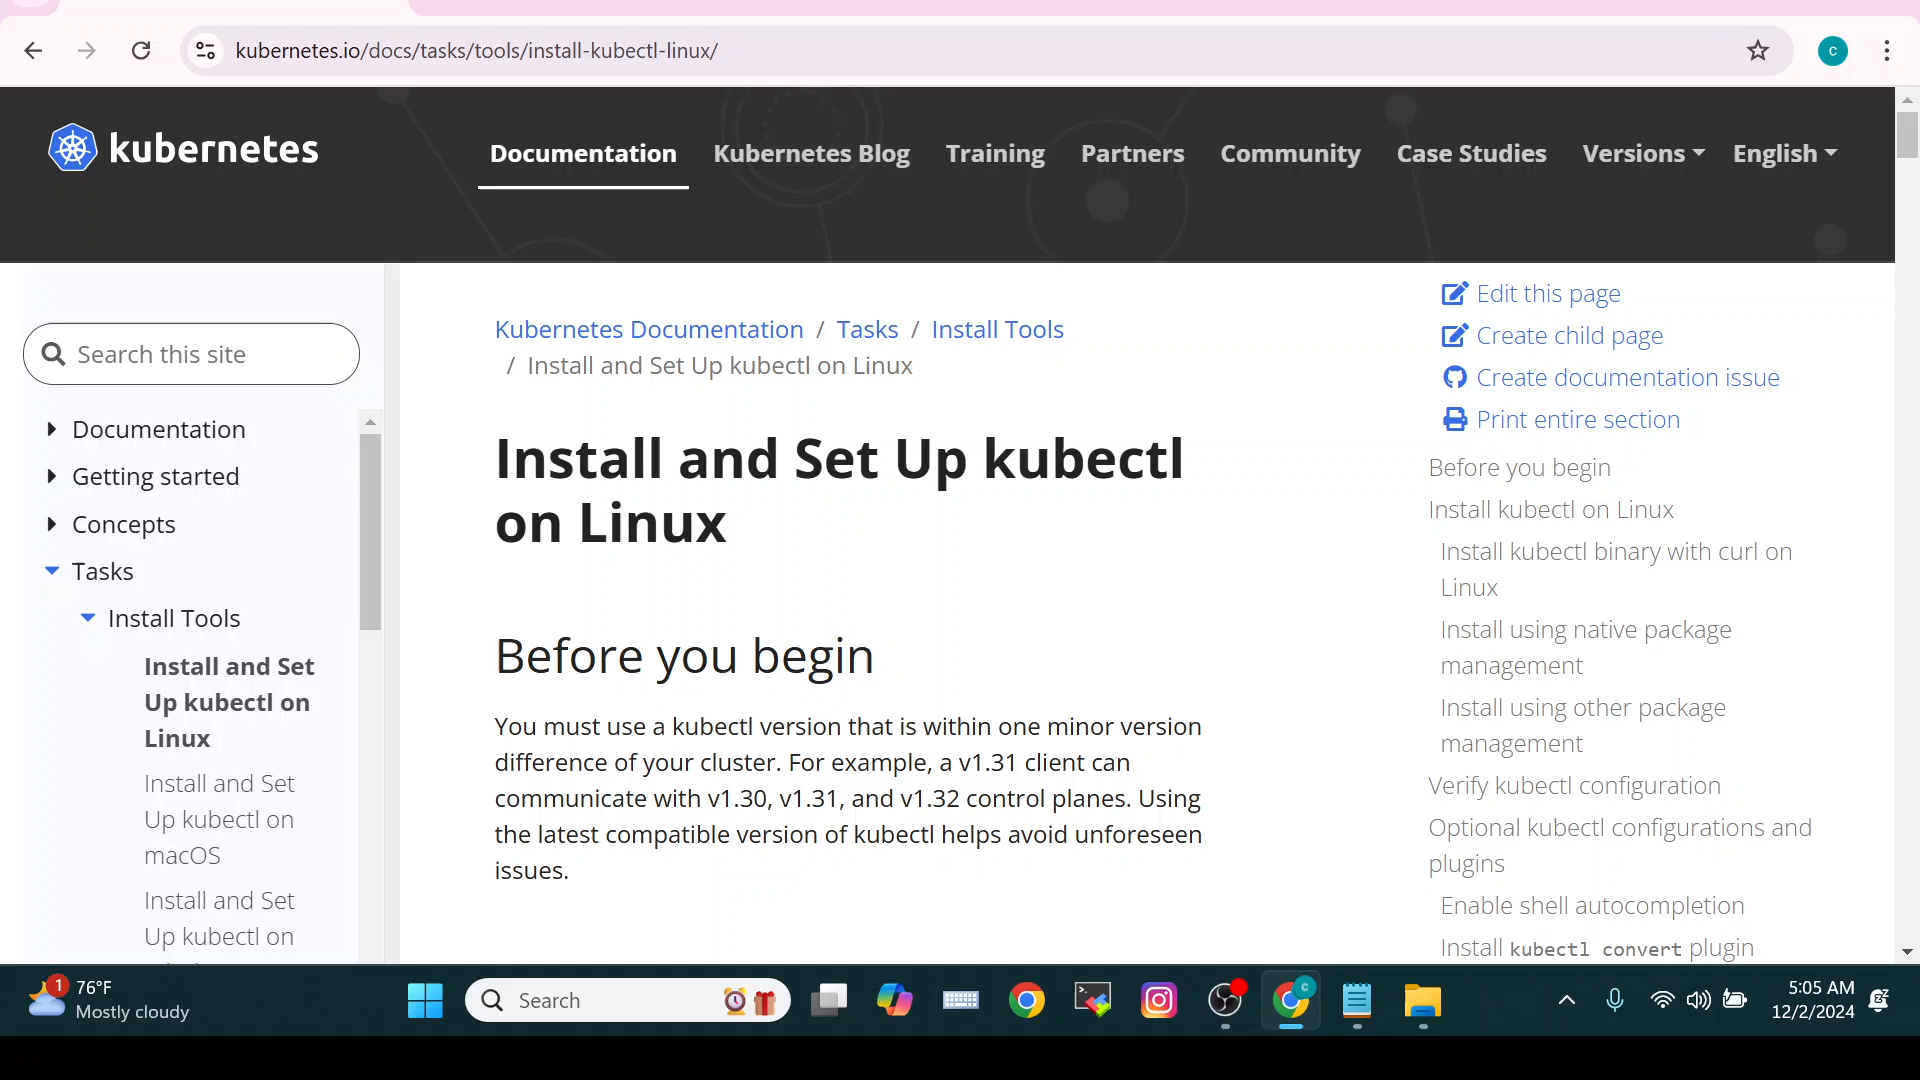 kubernetes.io/docs/tasks/tools/install-kubectl-linux/
C
kubernetes
Documentation
Kubernetes Blog
Training
Partners
Community
Case Studies
Versions
English
Search this site
Documentation
Getting started
Concepts
Tasks
Install Tools
Install and Set
Up kubectl on
Linux
Install and Set
Up kubectl on
macOS
Install and Set
Up kubectl on
Kubernetes Documentation / Tasks / Install Tools
/ Install and Set Up kubectl on Linux
Install and Set Up kubectl
on Linux
Before you begin
You must use a kubectl version that is within one minor version
difference of your cluster. For example, a v1.31 client can
communicate with v1.30, v1.31, and v1.32 control planes. Using
the latest compatible version of kubectl helps avoid unforeseen
issues.
Edit this page
Create child page
Create documentation issue
Print entire section
Before you begin
Install kubectl on Linux
Install kubectl binary with curl on
Linux
Install using native package
management
Install using other package
management
Verify kubectl configuration
Optional kubectl configurations and
plugins
Enable shell autocompletion
Install kubectl convert plugin
1
76°F
Mostly cloudy
Search
C
5:05 AM
12/2/2024